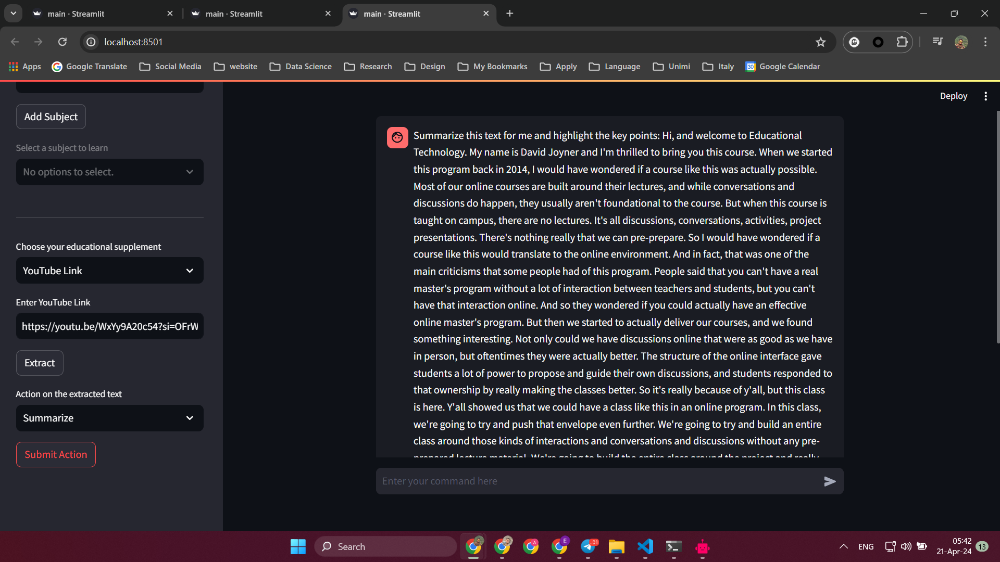 main · Streamlit
main · Streamlit
main · Streamlit
localhost:8501
Apps
Google Translate
Social Media
website
Data Science
Research
Design
My Bookmarks
Apply
Language
Unimi
Italy
30
Google Calendar
Deploy
Add Subject
Select a subject to learn
No options to select.
Choose your educational supplement
YouTube Link
Enter YouTube Link
https://youtu.be/WxYy9A20c54?si=OFrW
Extract
Action on the extracted text
Summarize
Submit Action
Summarize this text for me and highlight the key points: Hi, and welcome to Educational
Technology. My name is David Joyner and I'm thrilled to bring you this course. When we started
this program back in 2014, I would have wondered if a course like this was actually possible.
Most of our online courses are built around their lectures, and while conversations and
discussions do happen, they usually aren't foundational to the course. But when this course is
taught on campus, there are no lectures. It's all discussions, conversations, activities, project
presentations. There's nothing really that we can pre-prepare. So I would have wondered if a
course like this would translate to the online environment. And in fact, that was one of the
main criticisms that some people had of this program. People said that you can't have a real
master's program without a lot of interaction between teachers and students, but you can't
have that interaction online. And so they wondered if you could actually have an effective
online master's program. But then we started to actually deliver our courses, and we found
something interesting. Not only could we have discussions online that were as good as we have
in person, but oftentimes they were actually better. The structure of the online interface gave
students a lot of power to propose and guide their own discussions, and students responded to
that ownership by really making the classes better. So it's really because of y'all, but this class
is here. Y'all showed us that we could have a class like this in an online program. In this class,
we're going to try and push that envelope even further. We're going to try and build an entire
class around those kinds of interactions and conversations and discussions without any pre-
prepared lecture material. We're going to build the entire class around the project and really
Enter your command here
Search
A
E
.01
ENG
05:42
21-Apr-24
13